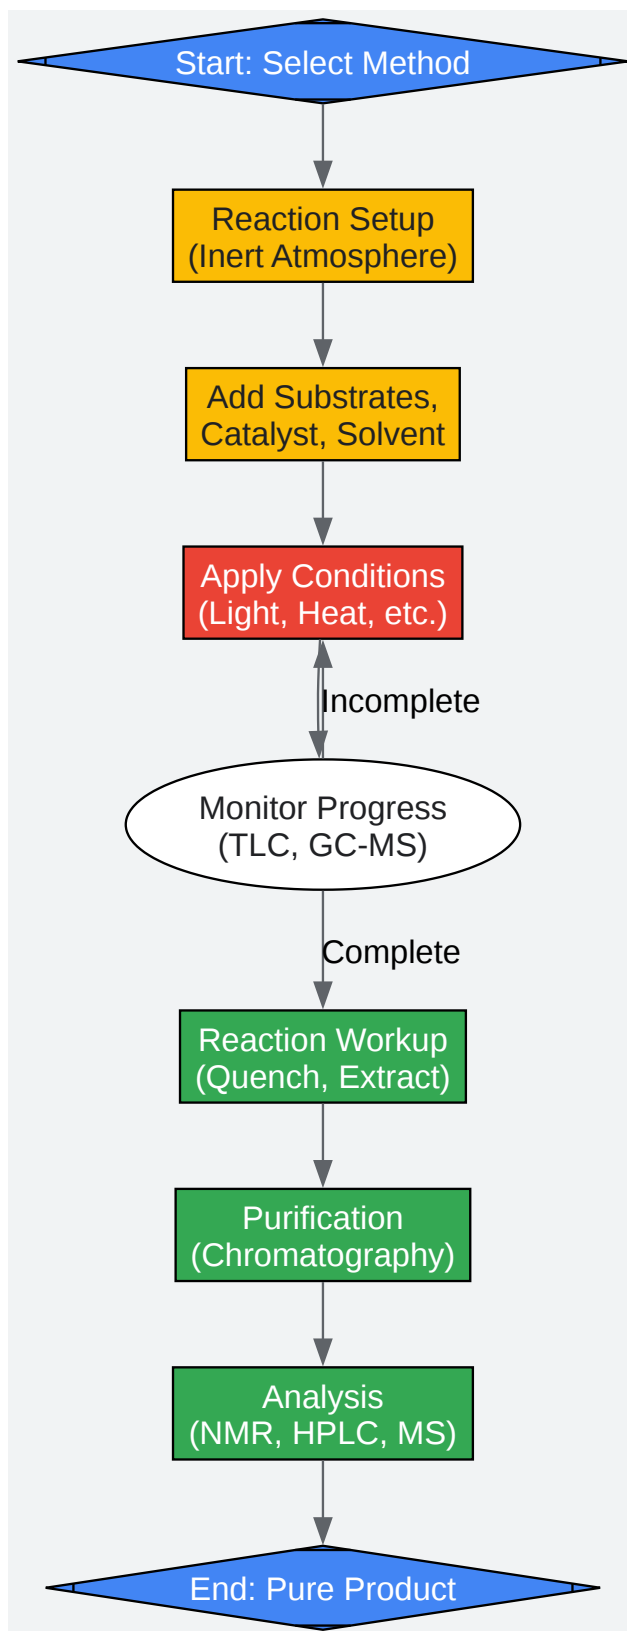 Start: Select Method
Reaction Setup
(Inert Atmosphere)
Add Substrates,
Catalyst, Solvent
Apply Conditions
(Light, Heat, etc.)
Incomplete
Monitor Progress
(TLC, GC-MS)
Complete
Reaction Workup
(Quench, Extract)
Purification
(Chromatography)
Analysis
(NMR, HPLC, MS)
End: Pure Product